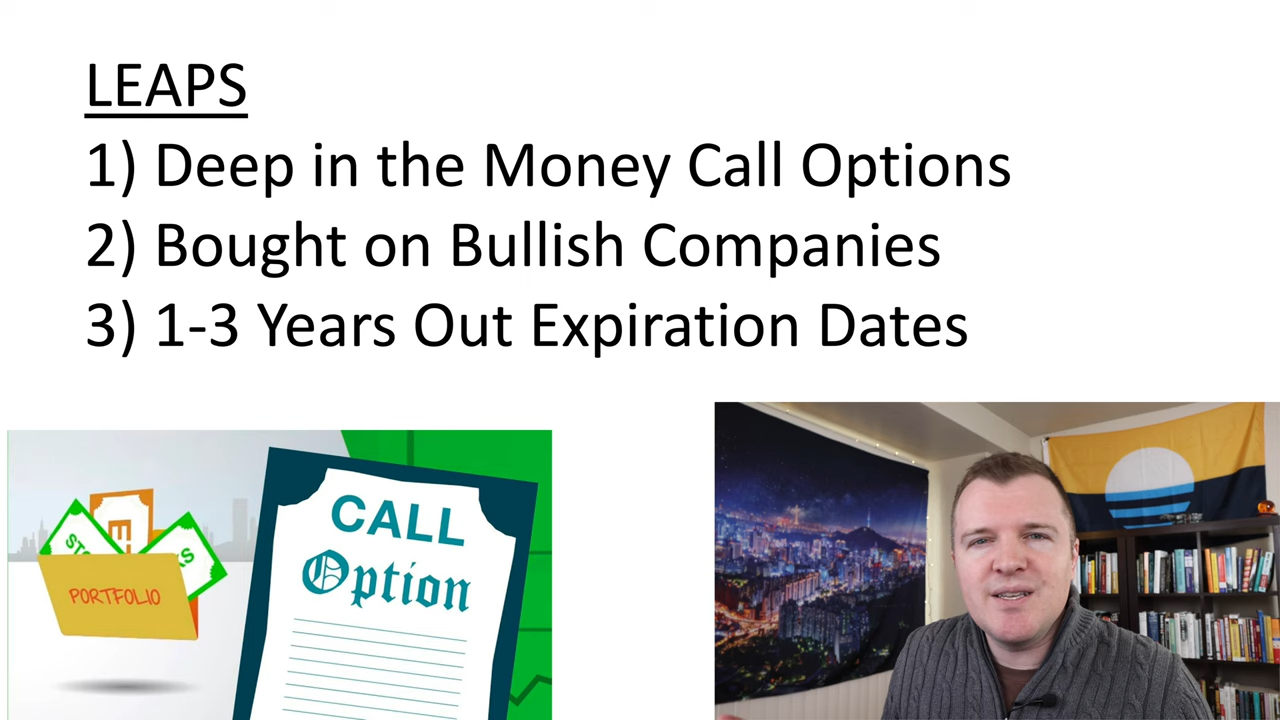 LEAPS
1) Deep in the Money Call Options
2) Bought on Bullish Companies
3) 1-3 Years Out Expiration Dates
CALL
Option
PORTFOLIO